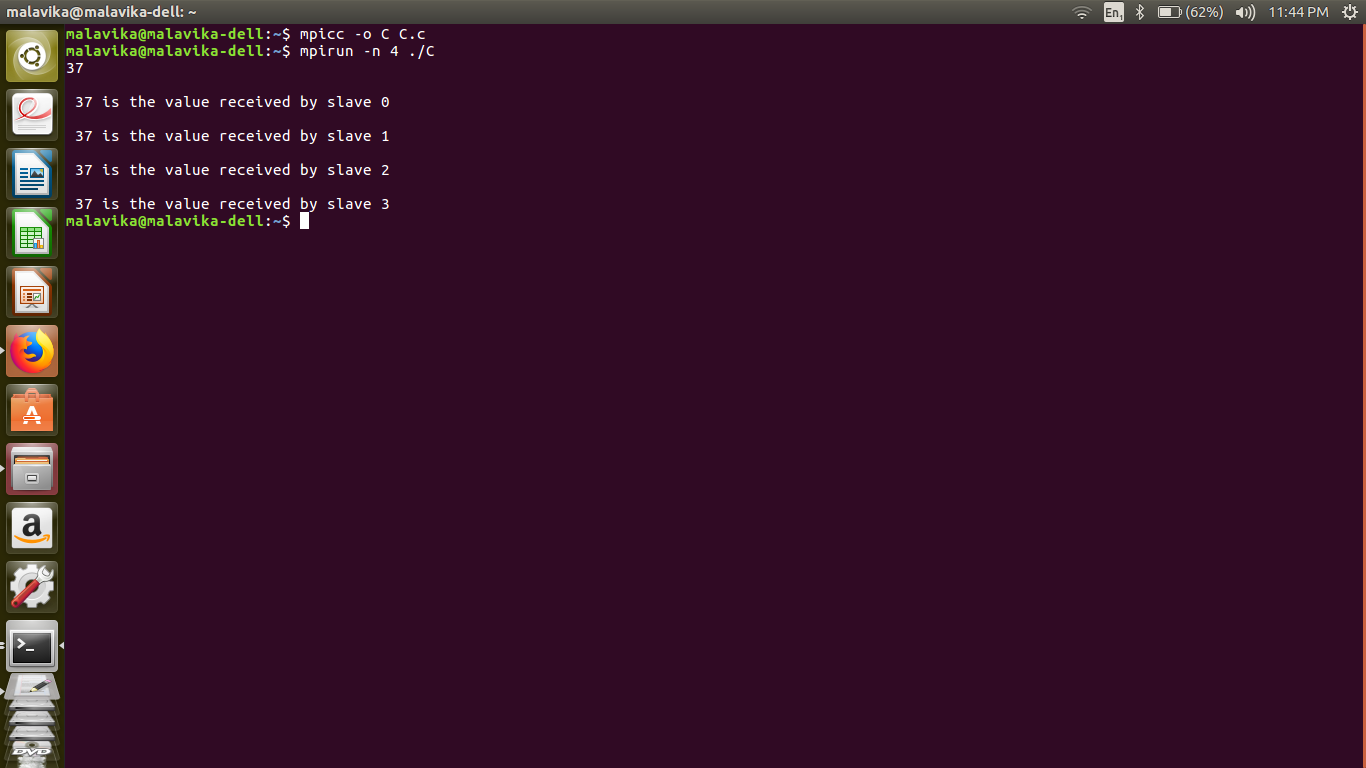 malavika@malavika-dell: ~
En1 (62%) 11:44 PM
malavika@malavika-dell:~$ mpicc -o C C.c
malavika@malavika-dell:~$ mpirun -n 4 ./C
37
37 is the value received by slave 0
37 is the value received by slave 1
37 is the value received by slave 2
37 is the value received by slave 3
malavika@malavika-dell:~$
A
a
>_
DVD